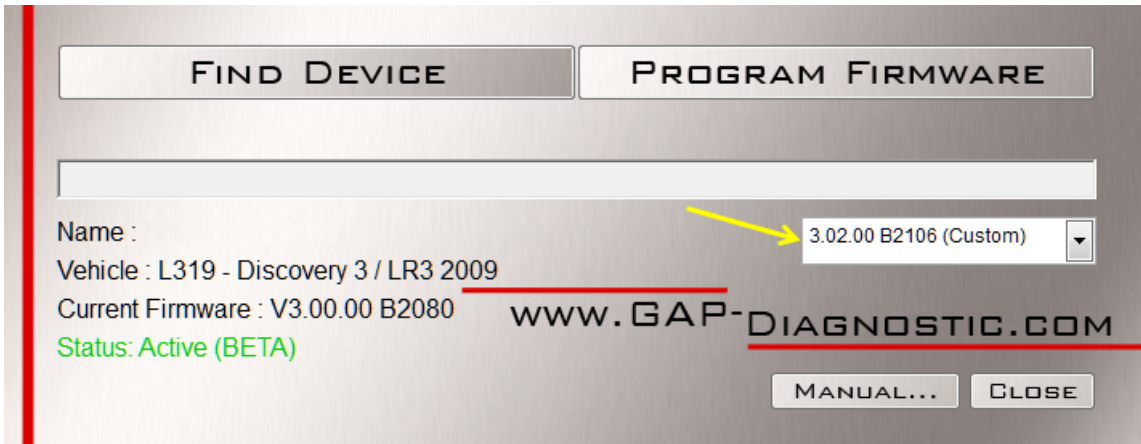 FIND DEVICE
PROGRAM FIRMWARE
Name :
3.02.00 B2106 (Custom)
Vehicle : L319 - Discovery 3 / LR3 2009
Current Firmware : V3.00.00 B2080
www.GAP-DIAGNOSTIC.COM
Status: Active (BETA)
MANUAL...
CLOSE